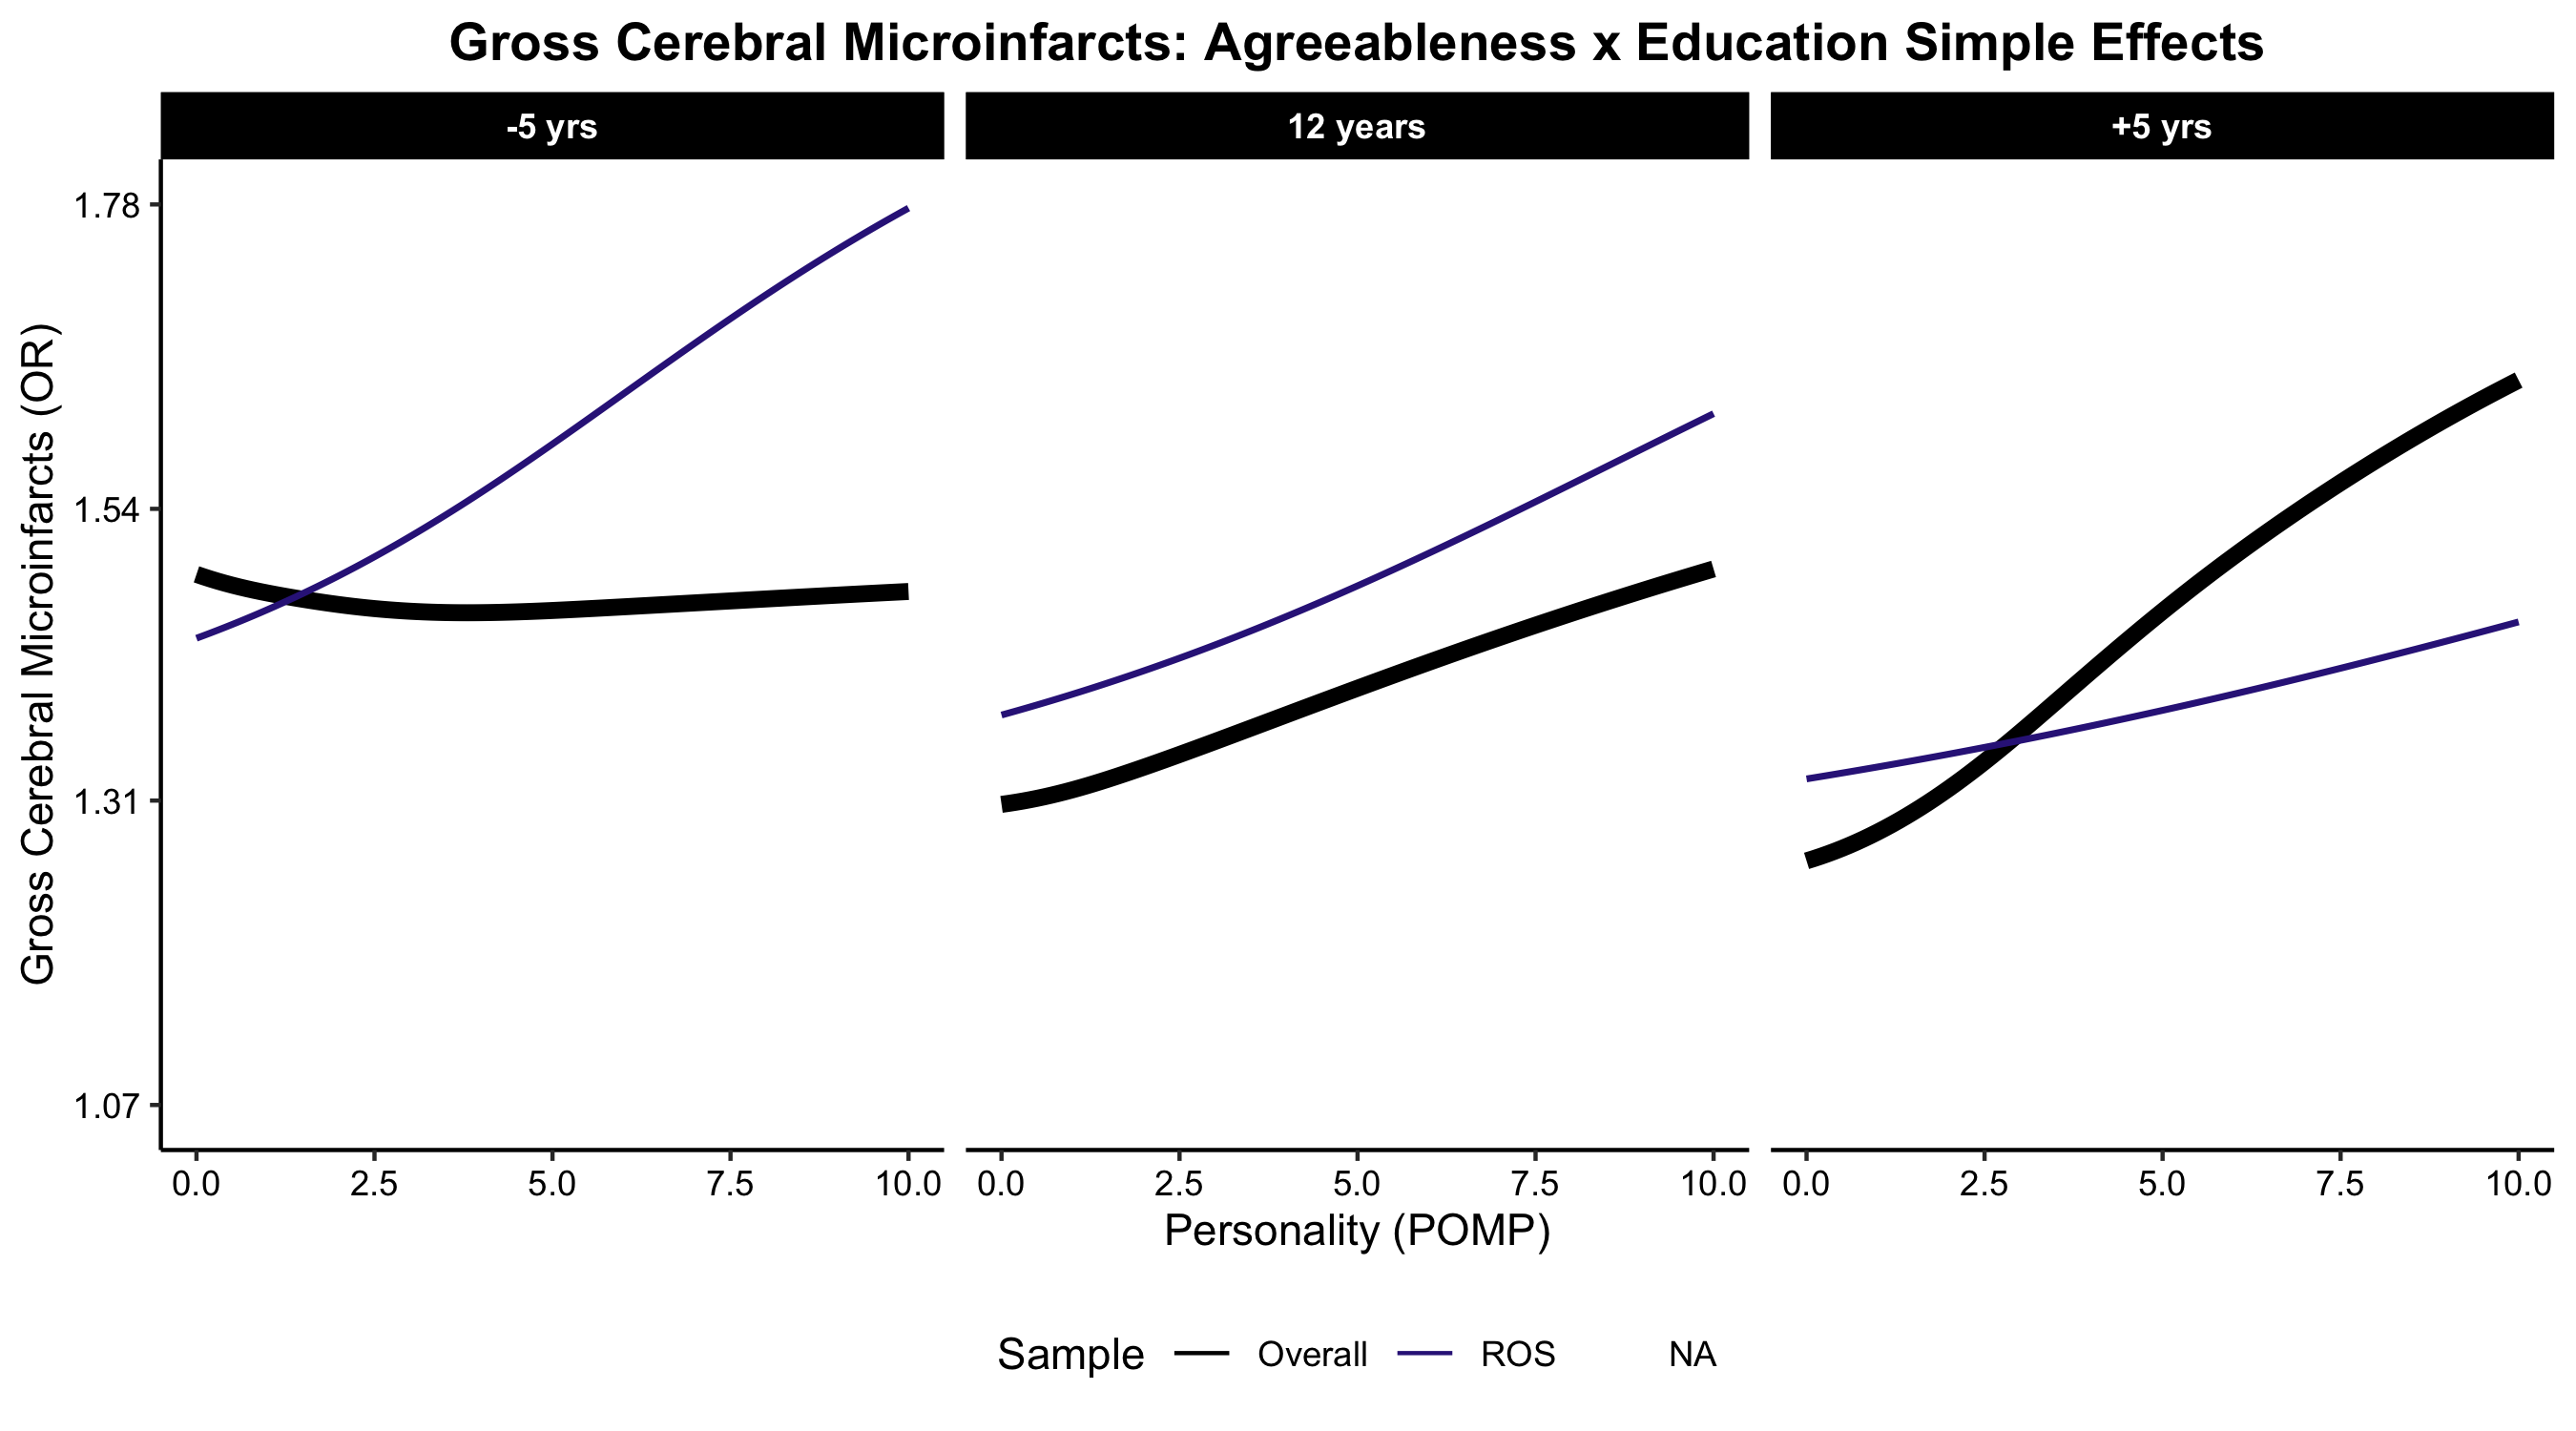 Gross Cerebral Microinfarcts: Agreeableness x Education Simple Effects
-5 yrs 12 years +5 yrs
Gross Cerebral Microinfarcts (OR)
1.78
1.54
1.31
1.07
0.0 2.5 5.0 7.5 10.0 0.0 2.5 5.0 7.5 10.0 0.0 2.5 5.0 7.5 10.0
Personality (POMP)
Sample Overall ROS NA